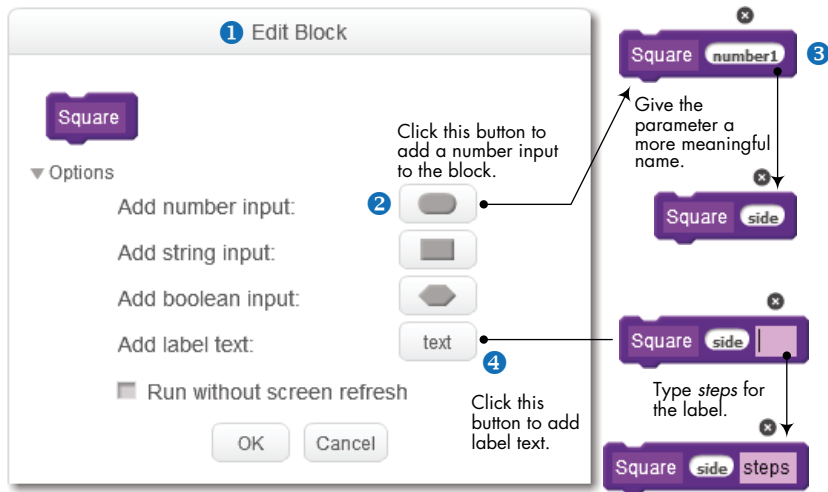 1 Edit Block
Square
▼ Options
Click this button to
add a number input
to the block.
Add number input:
2
Add string input:
Add boolean input:
Add label text:
text
4
Run without screen refresh
Click this
button to add
label text.
OK
Cancel
Square number1
3
Give the
parameter a
more meaningful
name.
Square side
Square side
Type steps for
the label.
Square side steps